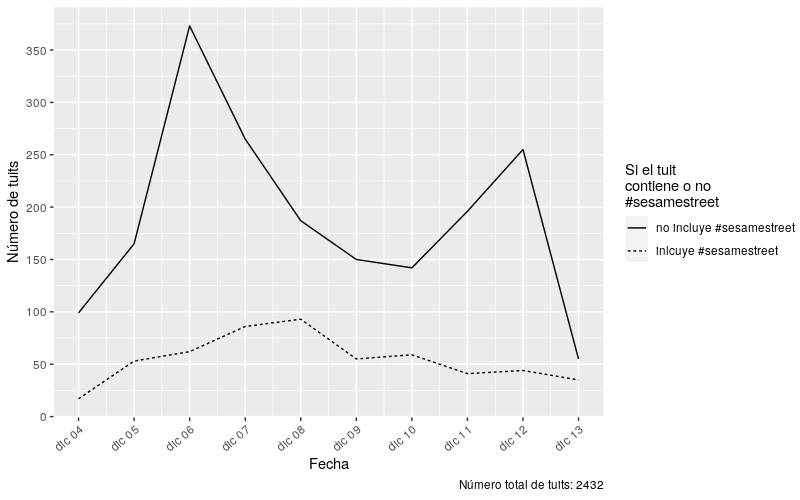 Número de tuits
350
300
250
200
150
100
50
0
dic 04
dic 05
dic 06
dic 07
dic 08
dic 09
dic 10
dic 11
dic 12
dic 13
Fecha
Si el tuit
contiene o no
#sesamestreet
no incluye #sesamestreet
inlcuye #sesamestreet
Número total de tuits: 2432